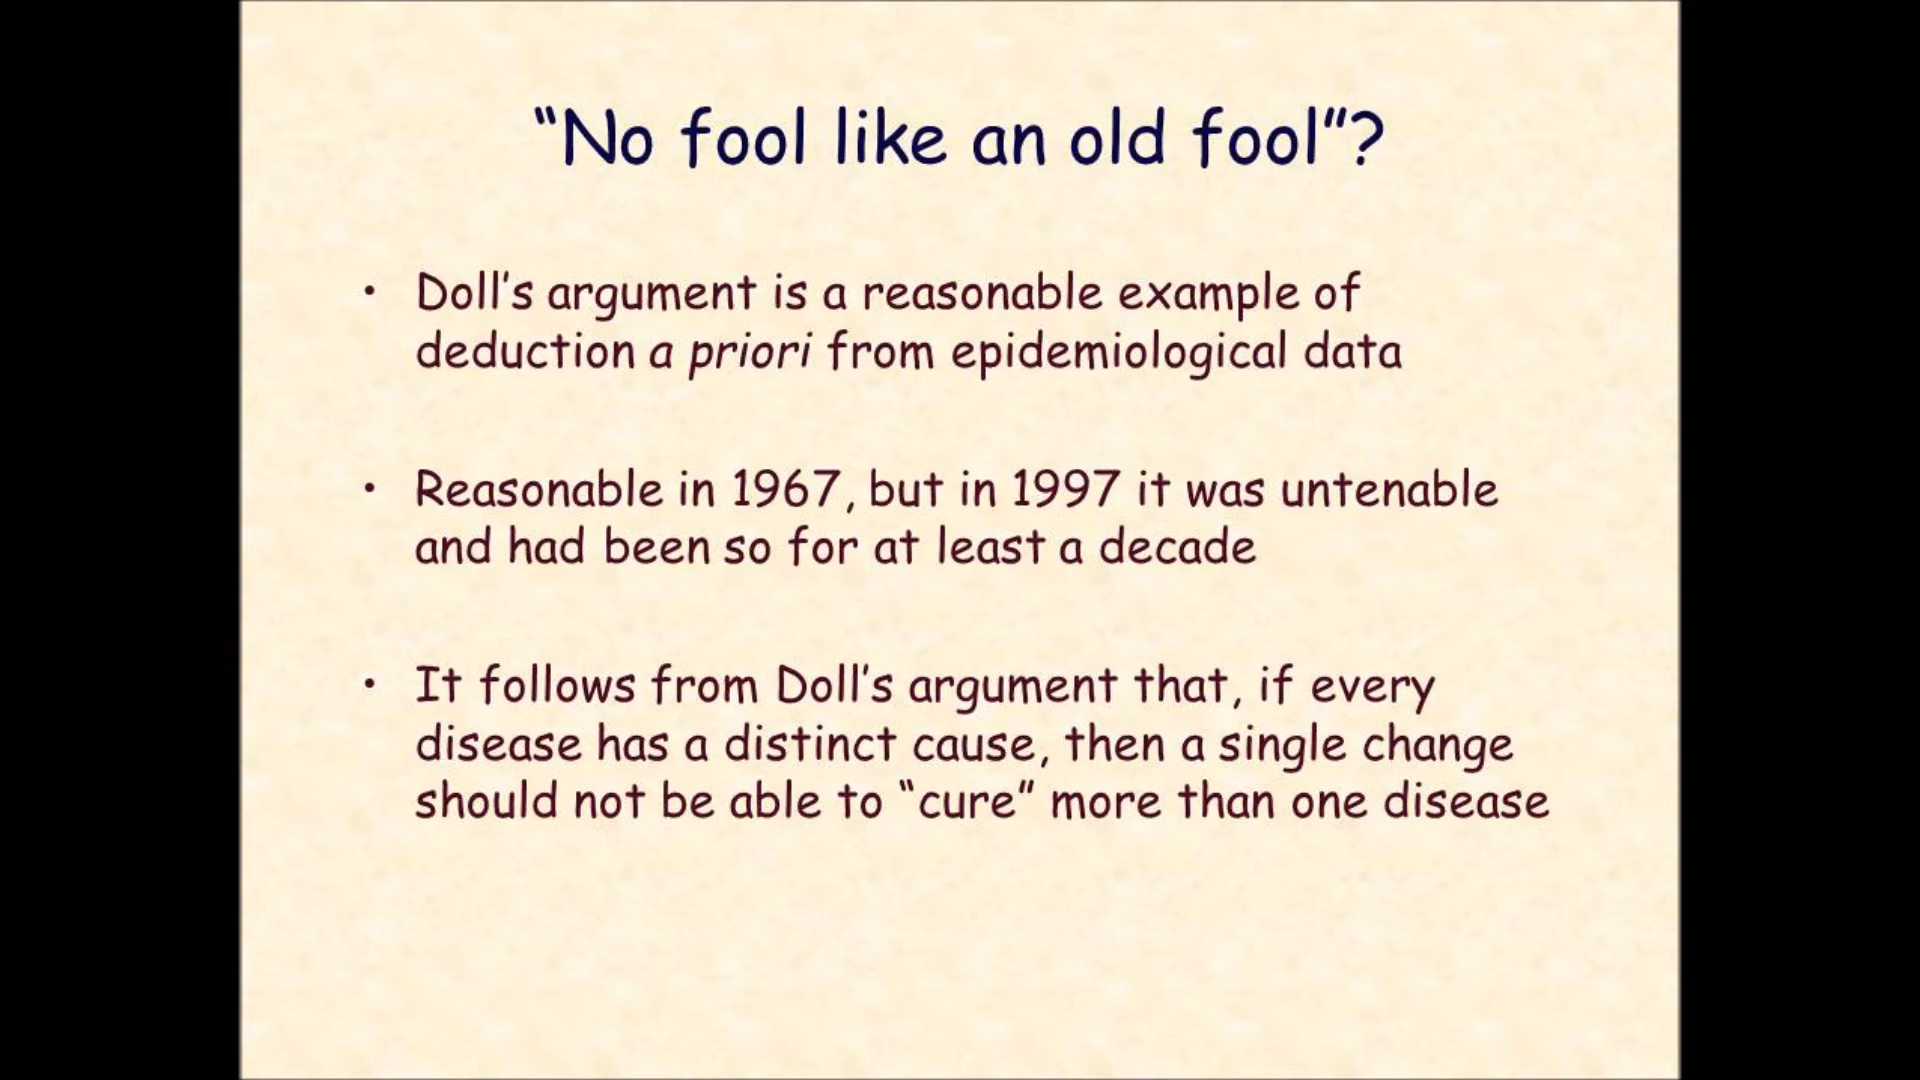 “No fool like an old fool”?
• Doll’s argument is a reasonable example of
deduction a priori from epidemiological data
• Reasonable in 1967, but in 1997 it was untenable
and had been so for at least a decade
• It follows from Doll’s argument that, if every
disease has a distinct cause, then a single change
should not be able to “cure” more than one disease